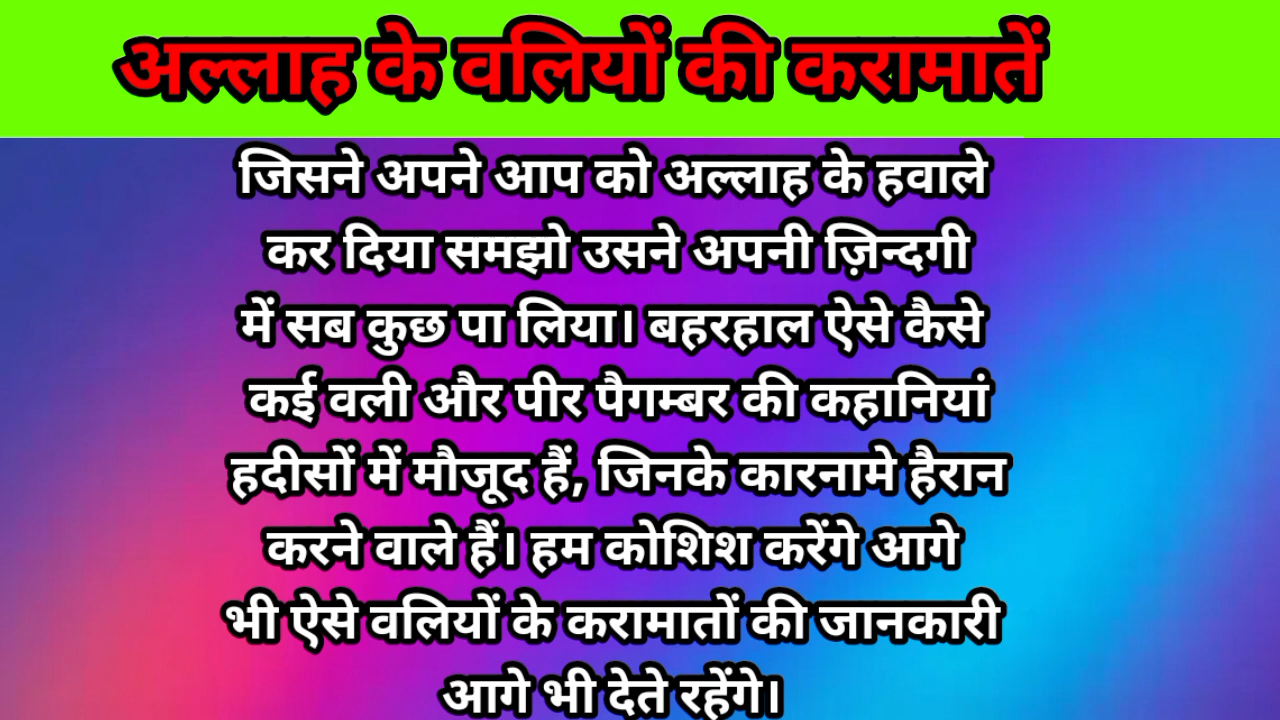 अल्लाह के वलियों की करामातें
जिसने अपने आप को अल्लाह के हवाले
कर दिया समझो उसने अपनी ज़िन्दगी
में सब कुछ पा लिया। बहरहाल ऐसे कैसे
कई वली और पीर पैगम्बर की कहानियां
हदीसों में मौजूद हैं, जिनके कारनामे हैरान
करने वाले हैं। हम कोशिश करेंगे आगे
भी ऐसे वलियों के करामातों की जानकारी
आगे भी देते रहेंगे।